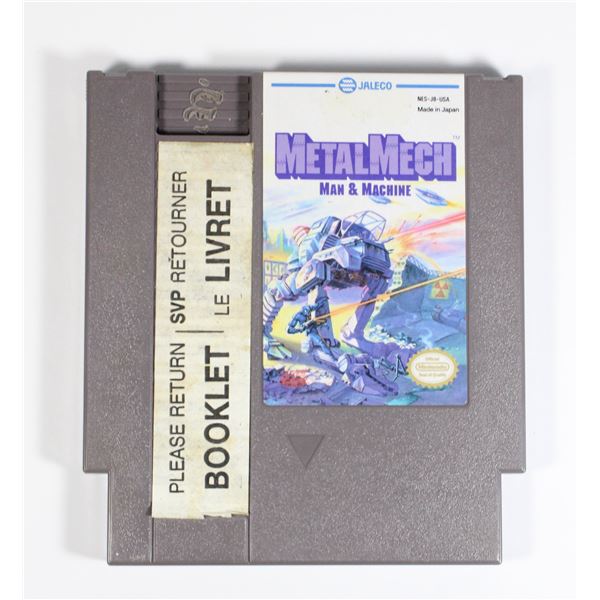 JALECO
NES-J8-USA
Made in Japan
METALMECH
TM
MAN & MACHINE
Official
Nintendo
Seal of Quality
PLEASE RETURN | SVP RETOURNER
BOOKLET | LE LIVRET